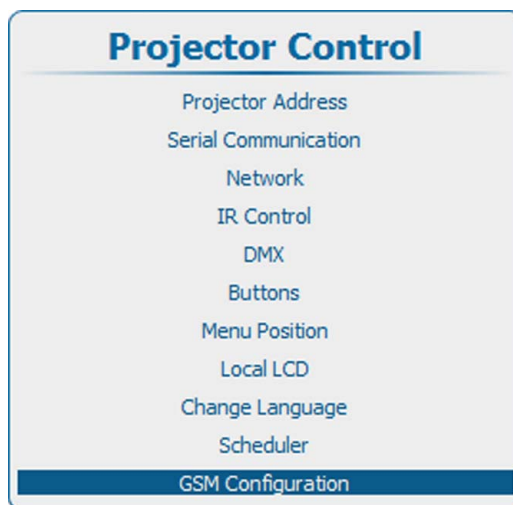 Projector Control
Projector Address
Serial Communication
Network
IR Control
DMX
Buttons
Menu Position
Local LCD
Change Language
Scheduler
GSM Configuration